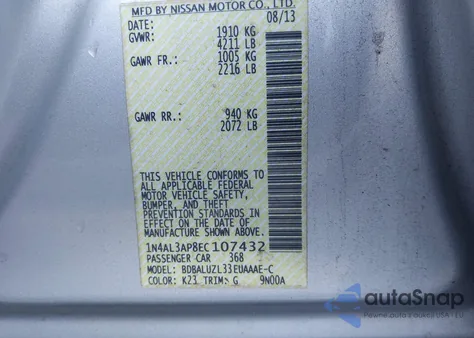 MFD BY NISSAN MOTOR CO., LTD.
DATE: 08/13
GVWR: 1910 KG
4211 LB
GAWR FR.: 1005 KG
2216 LB
GAWR RR.: 940 KG
2072 LB
THIS VEHICLE CONFORMS TO
ALL APPLICABLE FEDERAL
MOTOR VEHICLE SAFETY,
BUMPER, AND THEFT
PREVENTION STANDARDS IN
EFFECT ON THE DATE OF
MANUFACTURE SHOWN ABOVE.
1N4AL3AP8EC107432
PASSENGER CAR 368
MODEL: BDBALUZL33EUAAAE-C
COLOR: K23 TRIM: G 9N00A
autoSnap